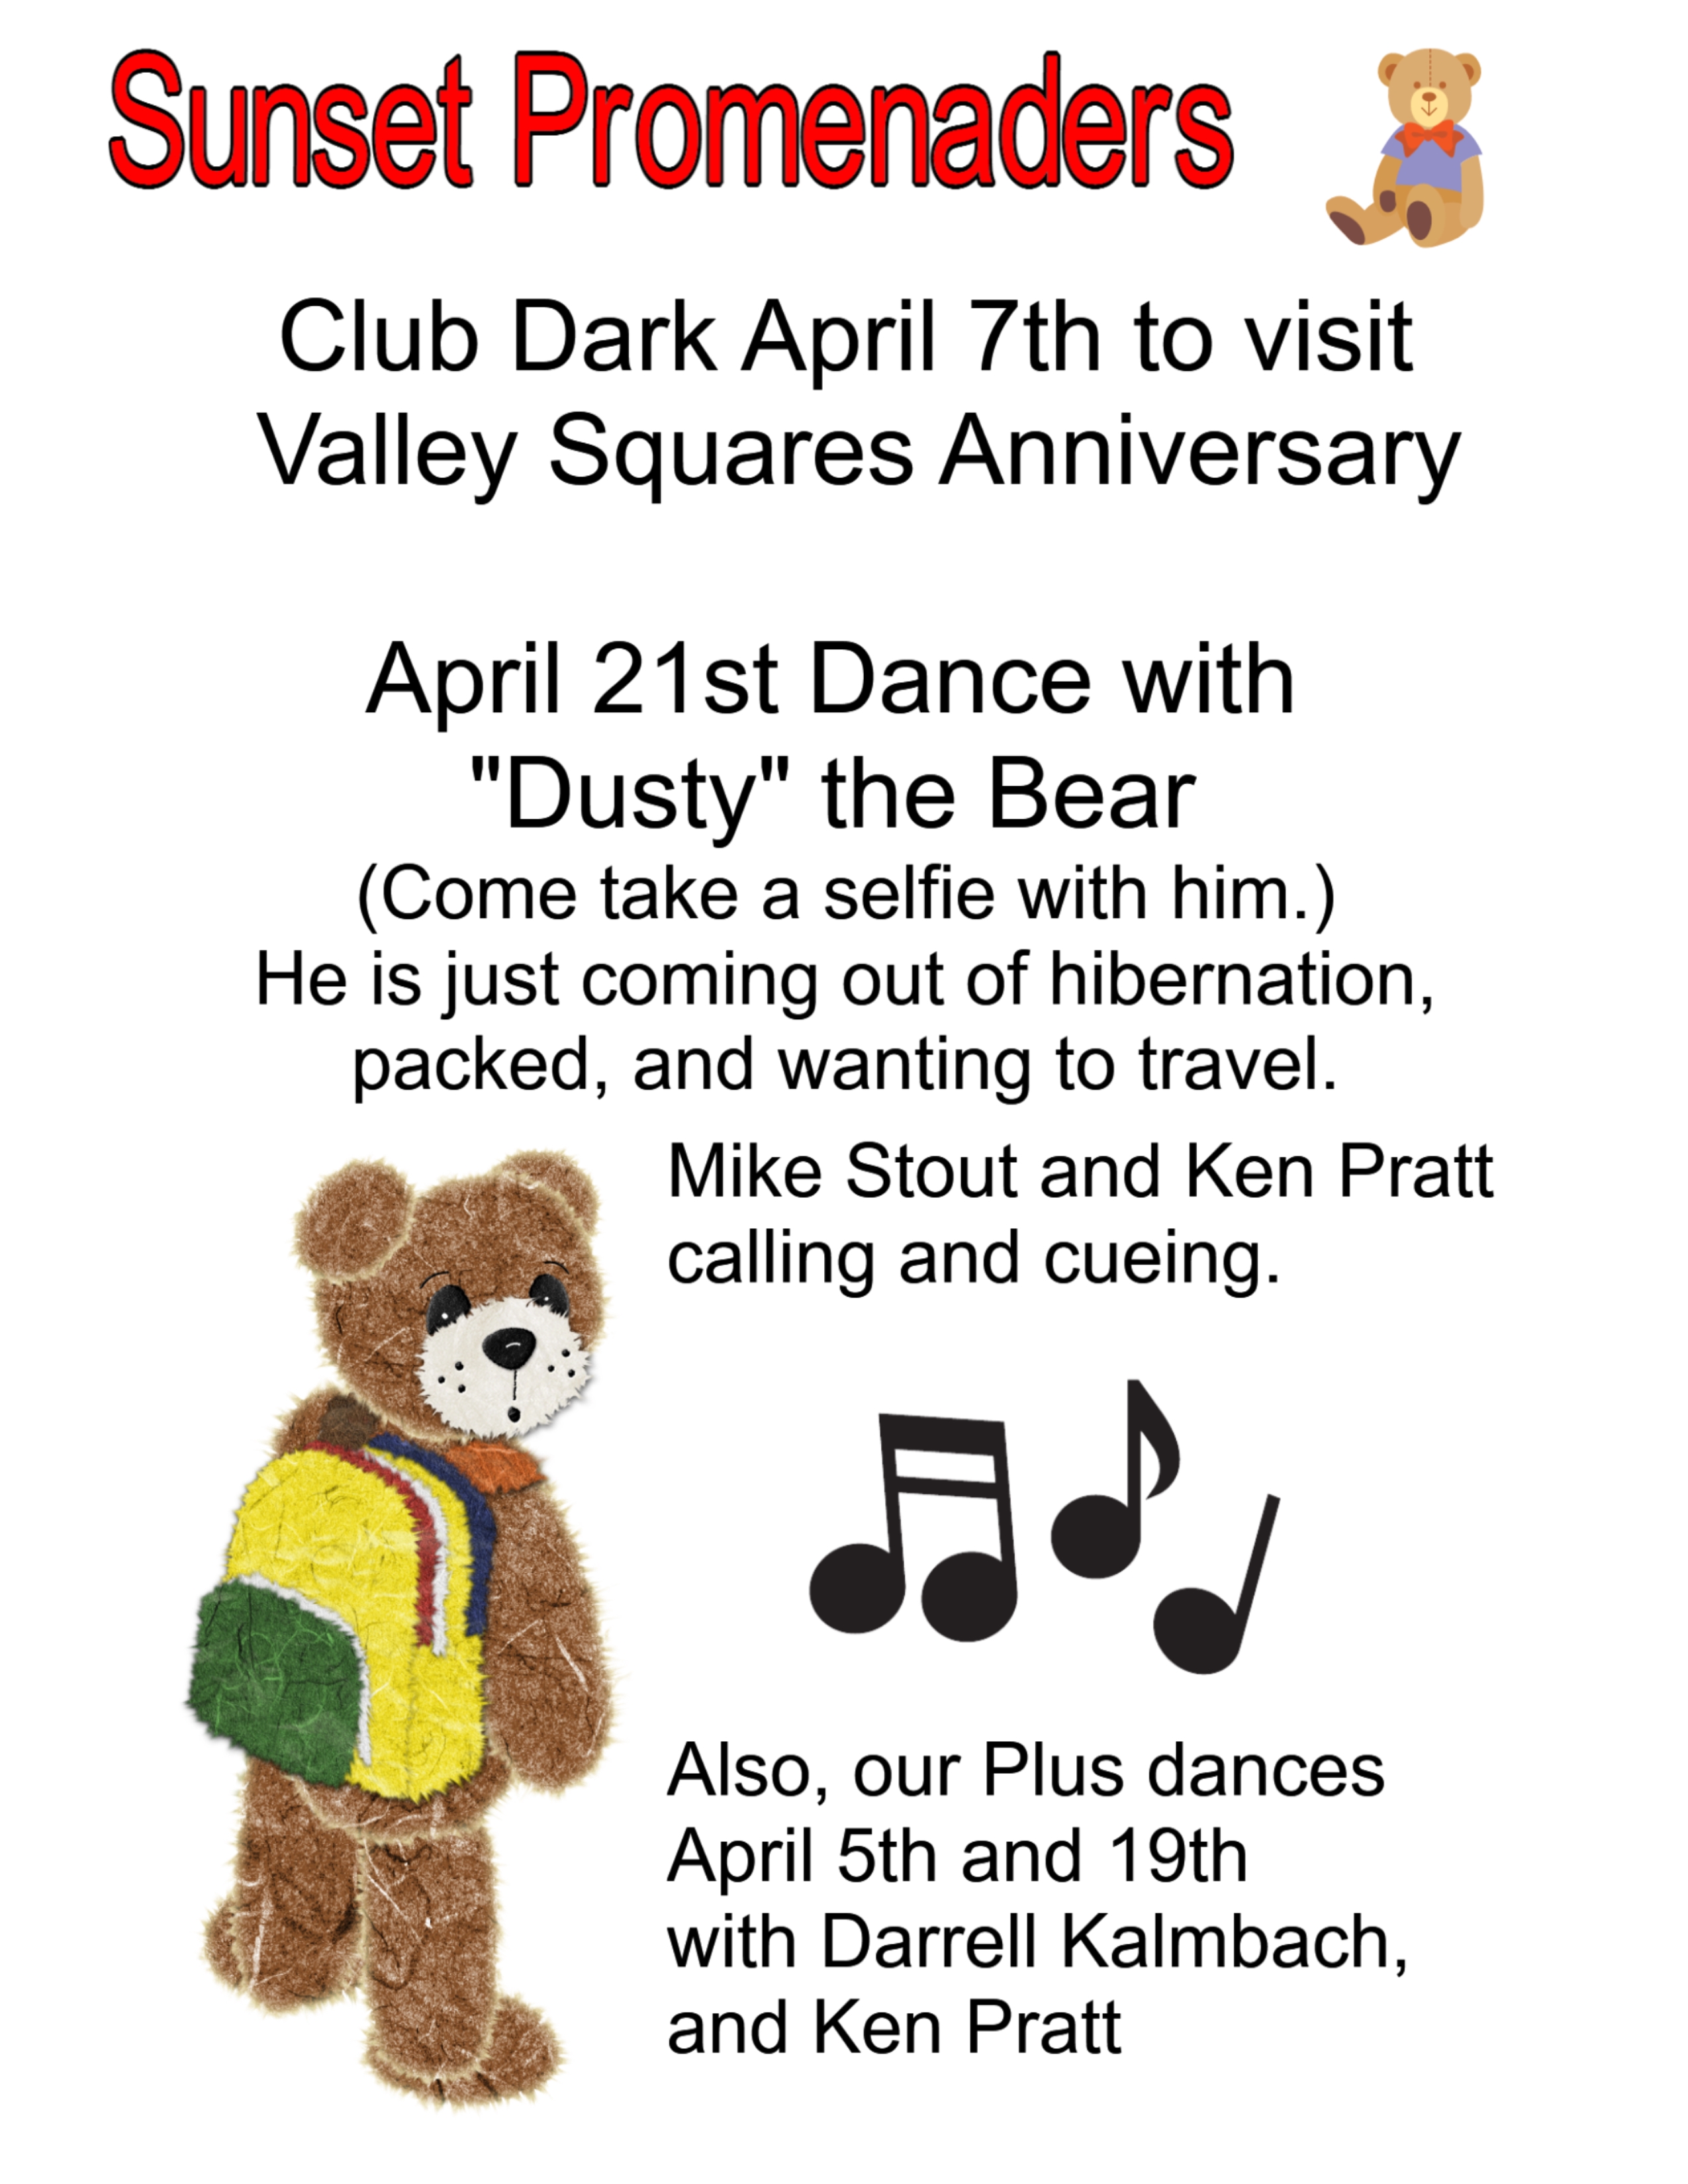 Sunset Promenaders
Club Dark April 7th to visit
Valley Squares Anniversary
April 21st Dance with
"Dusty" the Bear
(Come take a selfie with him.)
He is just coming out of hibernation,
packed, and wanting to travel.
Mike Stout and Ken Pratt
calling and cueing.
Also, our Plus dances
April 5th and 19th
with Darrell Kalmbach,
and Ken Pratt